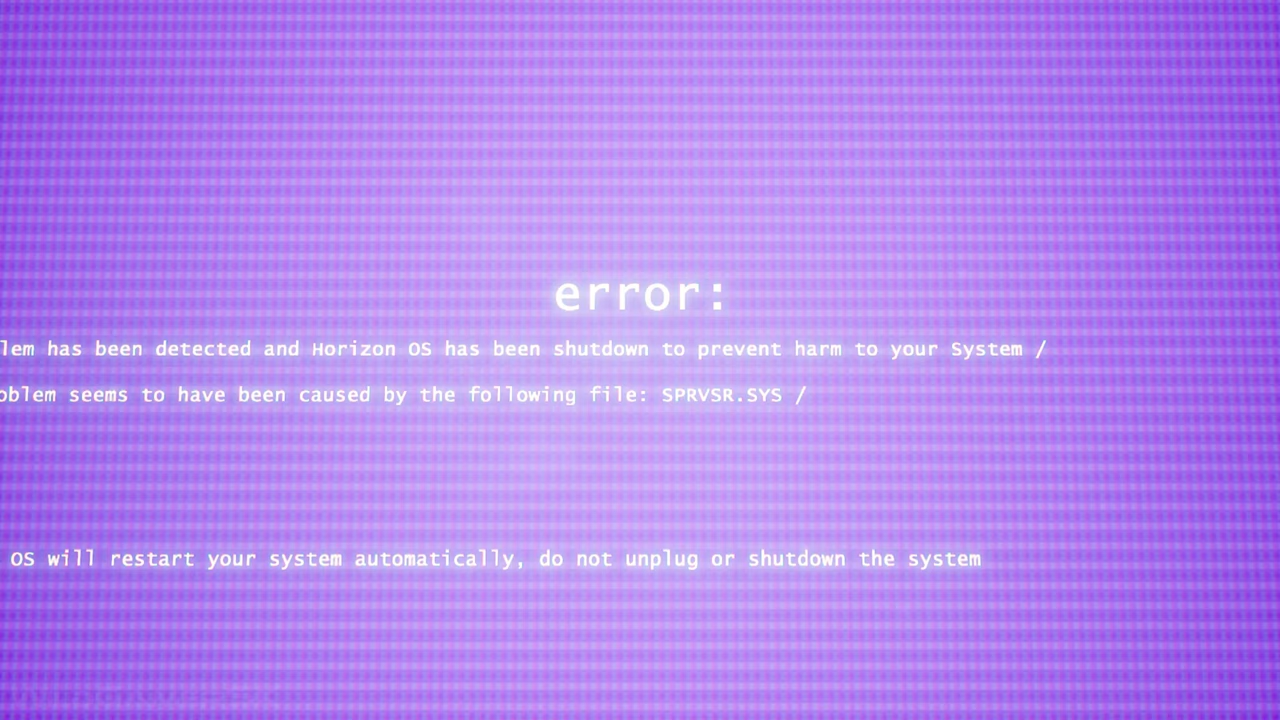 error:
lem has been detected and Horizon OS has been shutdown to prevent harm to your System /
oblem seems to have been caused by the following file: SPRVSR.SYS /
OS will restart your system automatically, do not unplug or shutdown the system